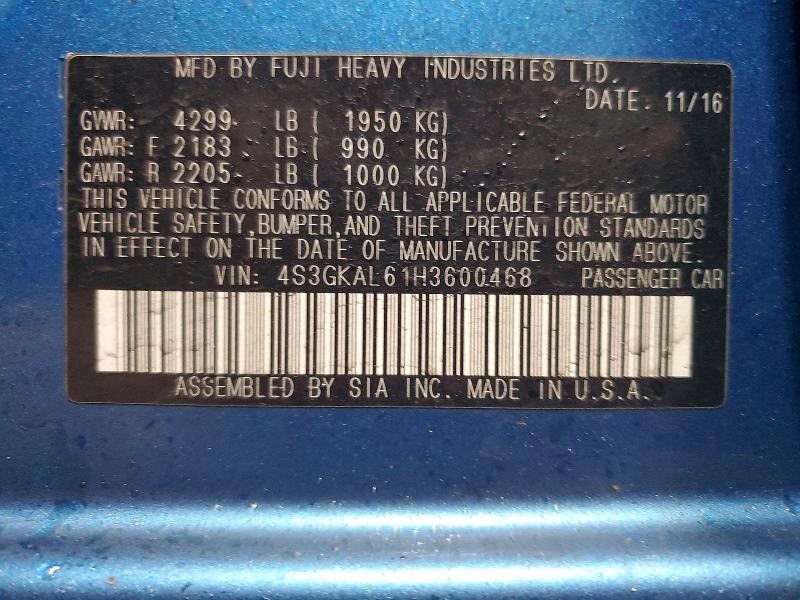 MFD BY FUJI HEAVY INDUSTRIES LTD.
DATE: 11/16
GVWR: 4299 LB ( 1950 KG)
GAWR: F 2183 LB ( 990 KG)
GAWR: R 2205 LB ( 1000 KG)
THIS VEHICLE CONFORMS TO ALL APPLICABLE FEDERAL MOTOR
VEHICLE SAFETY, BUMPER, AND THEFT PREVENTION STANDARDS
IN EFFECT ON THE DATE OF MANUFACTURE SHOWN ABOVE.
VIN: 4S3GKAL61H3600468 PASSENGER CAR
ASSEMBLED BY SIA INC. MADE IN U.S.A.